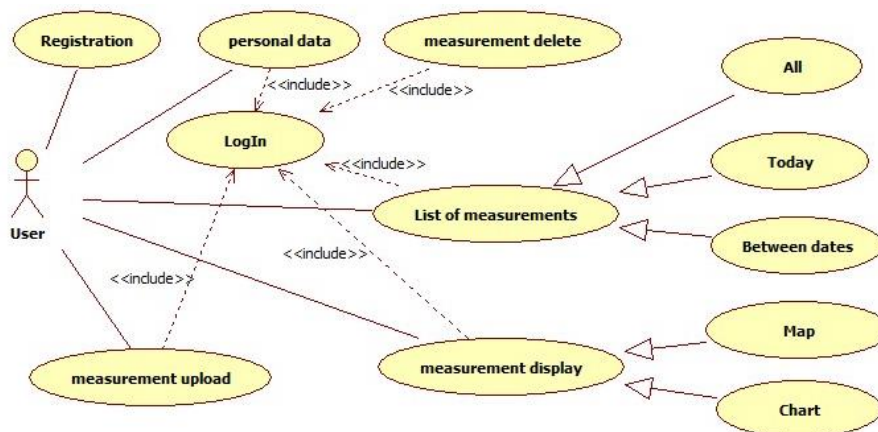 Registration
personal data
measurement delete
All
<<include>>
<<include>>
LogIn
<<include>>
Today
User
List of measurements
Between dates
<<include>>
<<include>>
Map
measurement upload
measurement display
Chart